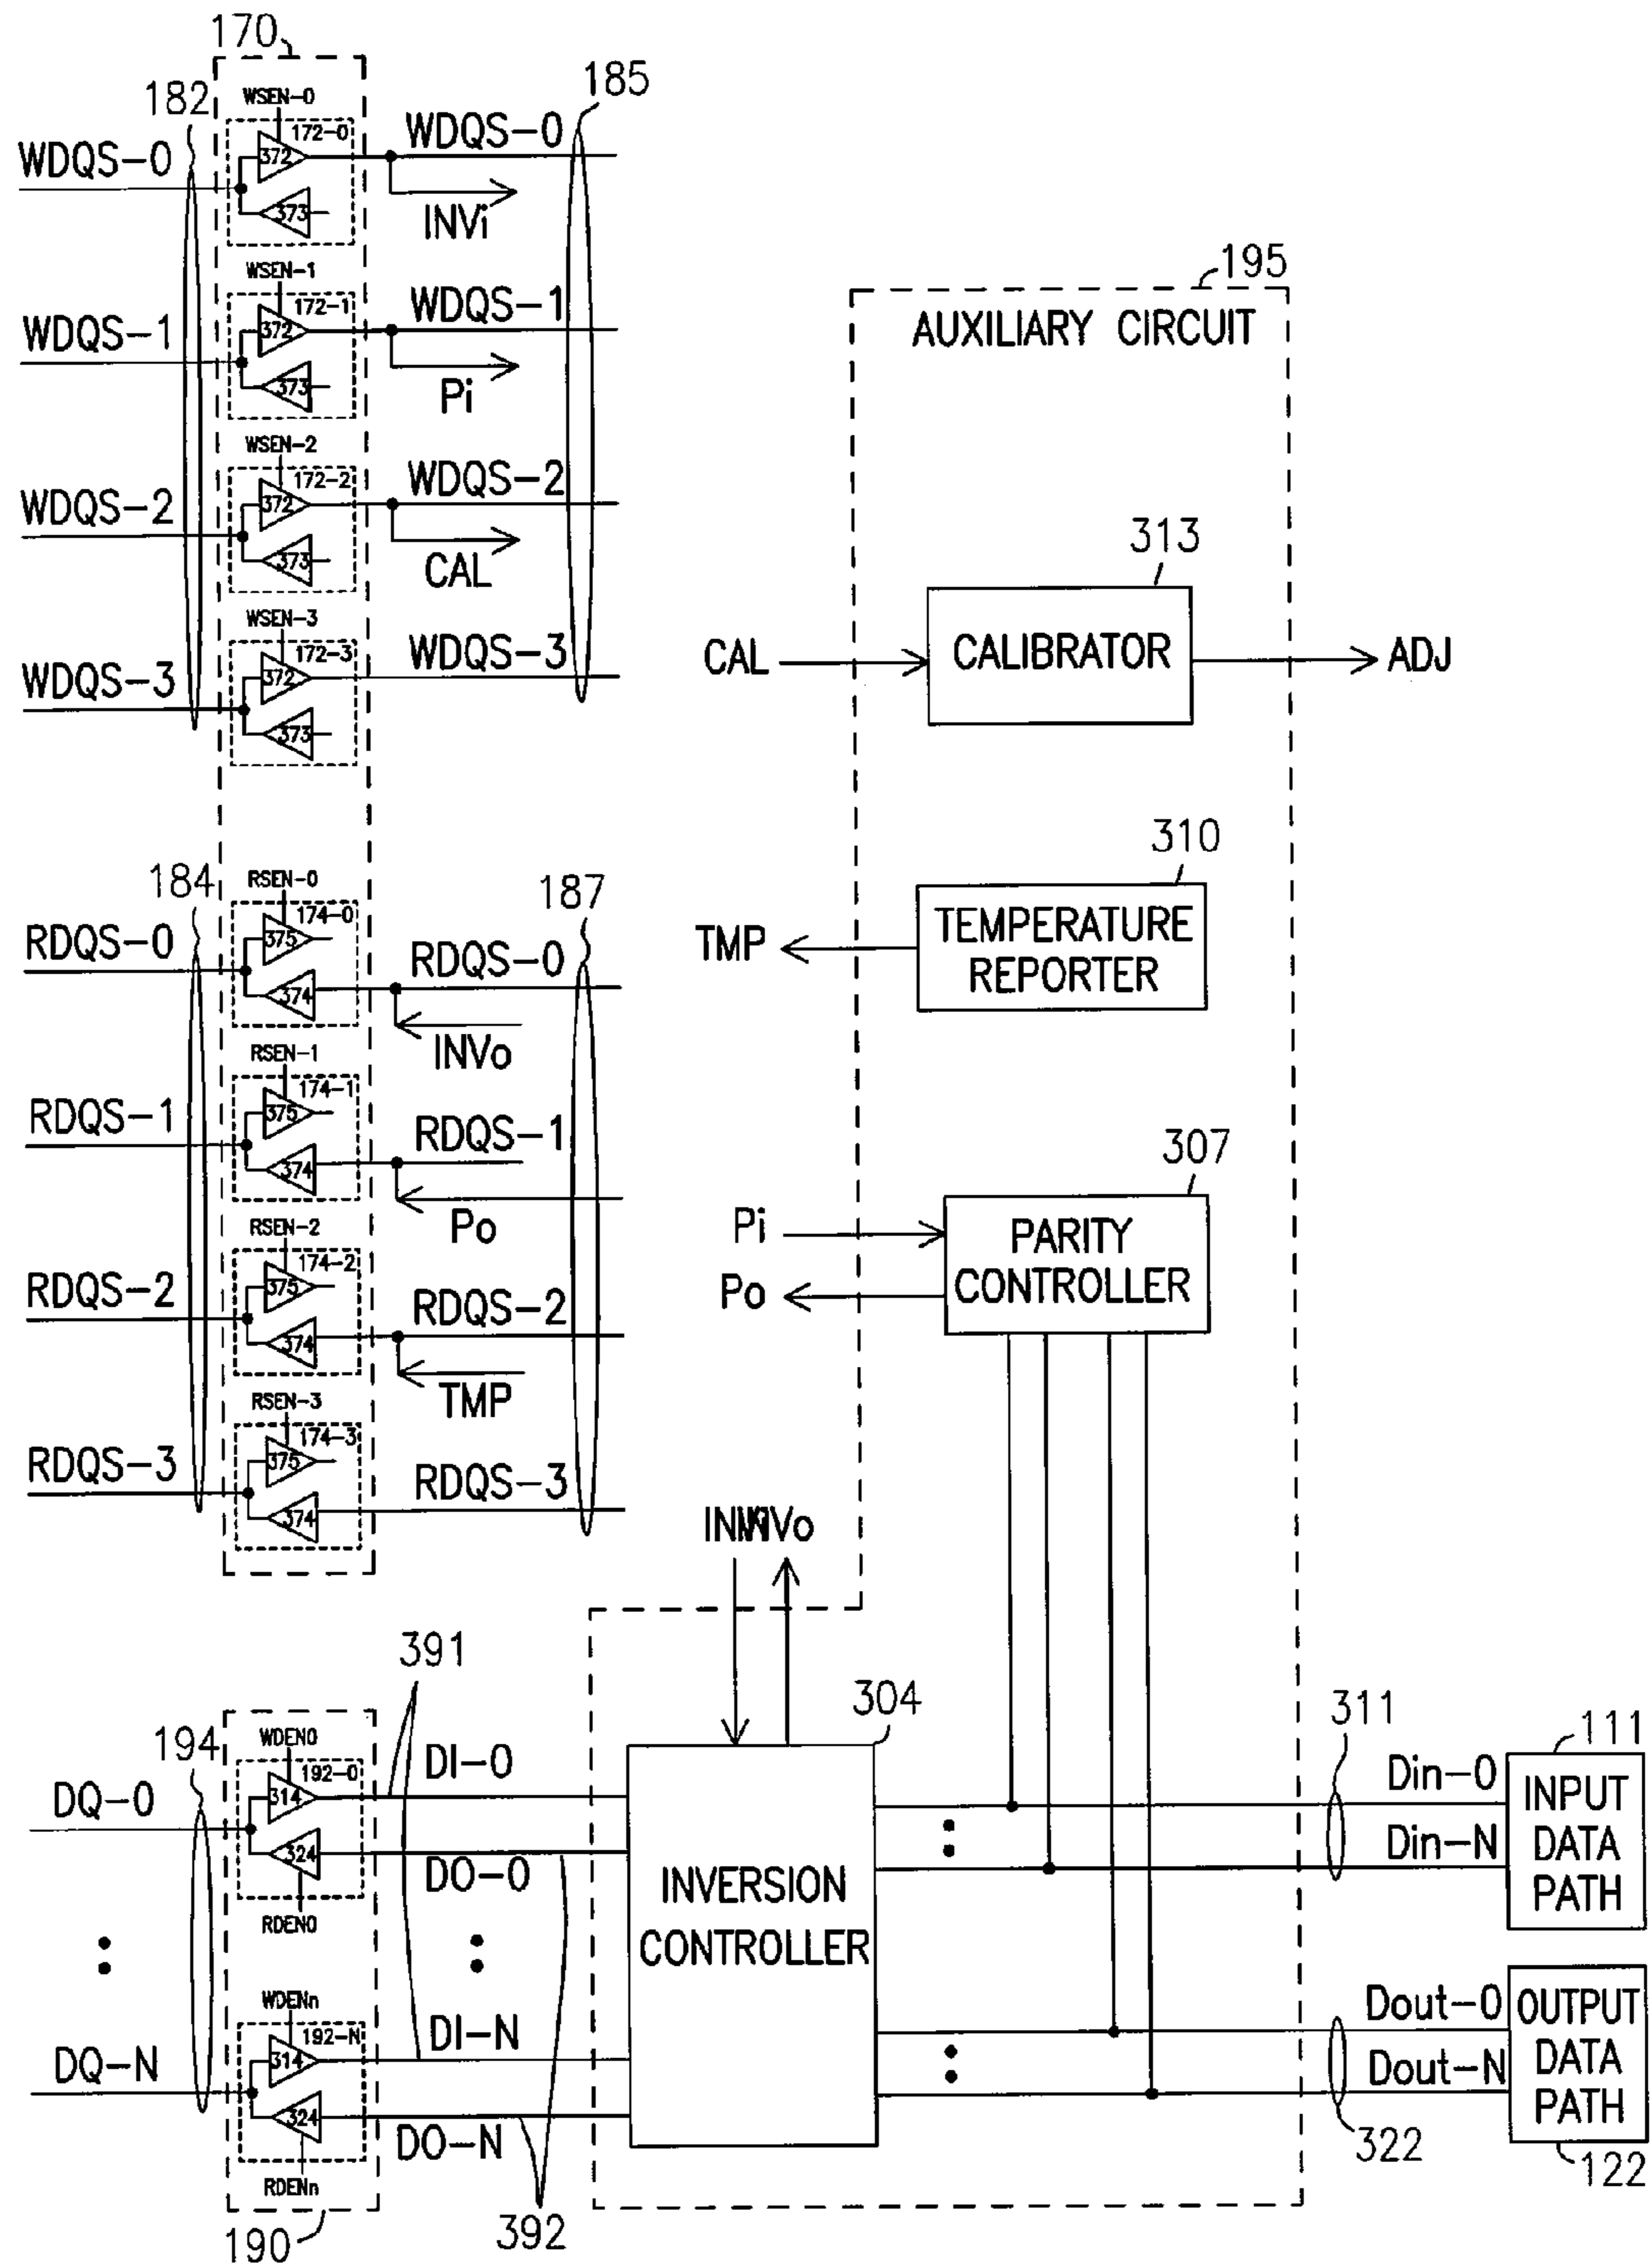 170
182
185
WSEN-0
172-0
WDQS-0
WDQS-0
372
373
INVi
WSEN-1
172-1
WDQS-1
WDQS-1
372
373
Pi
WSEN-2
172-2
WDQS-2
WDQS-2
372
373
CAL
WSEN-3
172-3
WDQS-3
WDQS-3
372
373
195
AUXILIARY CIRCUIT
313
CAL
CALIBRATOR
ADJ
310
TMP
TEMPERATURE
REPORTER
184
187
RSEN-0
174-0
RDQS-0
RDQS-0
375
374
INVo
RSEN-1
174-1
RDQS-1
RDQS-1
375
374
Po
RSEN-2
174-2
RDQS-2
RDQS-2
375
374
TMP
RSEN-3
174-3
RDQS-3
RDQS-3
375
374
307
Pi
Po
PARITY
CONTROLLER
INVo
391
304
194
WDEN0
192-0
DQ-0
314
324
DI-0
DO-0
RDEN0
WDENn
192-N
DQ-N
314
324
DI-N
DO-N
RDENn
190
392
INVERSION
CONTROLLER
311
111
Din-0
Din-N
INPUT
DATA
PATH
Dout-0
Dout-N
OUTPUT
DATA
PATH
322
122